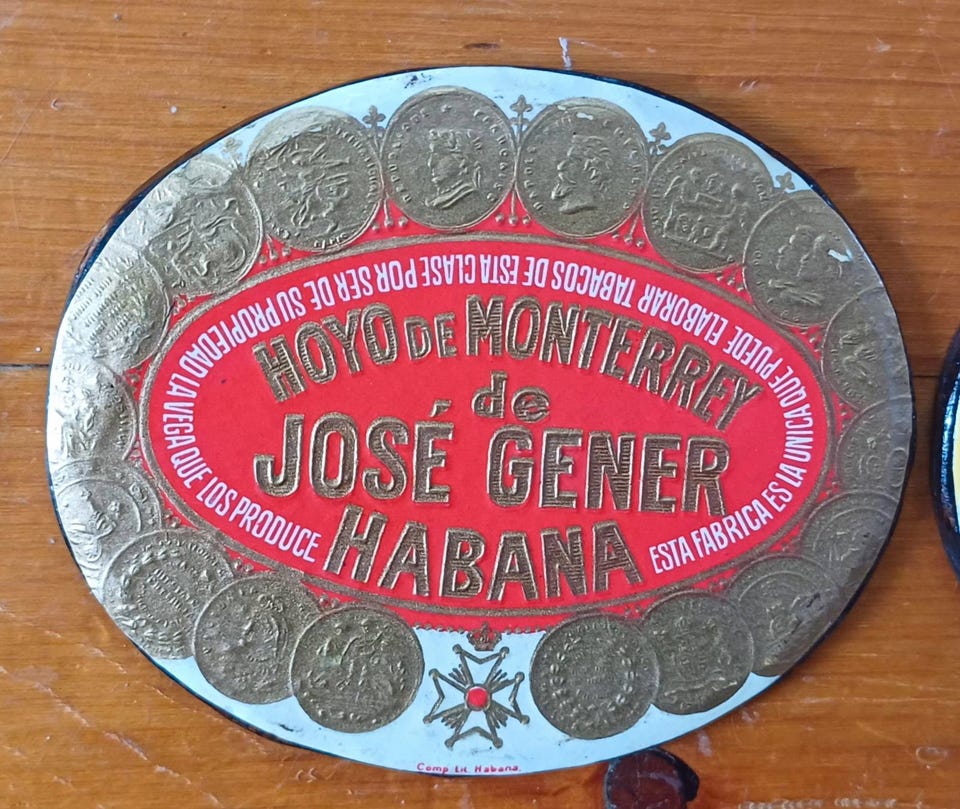 HOYO DE MONTERREY
de
JOSÉ GENER
HABANA
ESTA FABRICA ES LA UNICA QUE PUEDE ELABORAR TABACOS DE ESTA CLASE POR SER DE SU PROPIEDAD LA VEGA QUE LOS PRODUCE
Comp Lit. Habana.